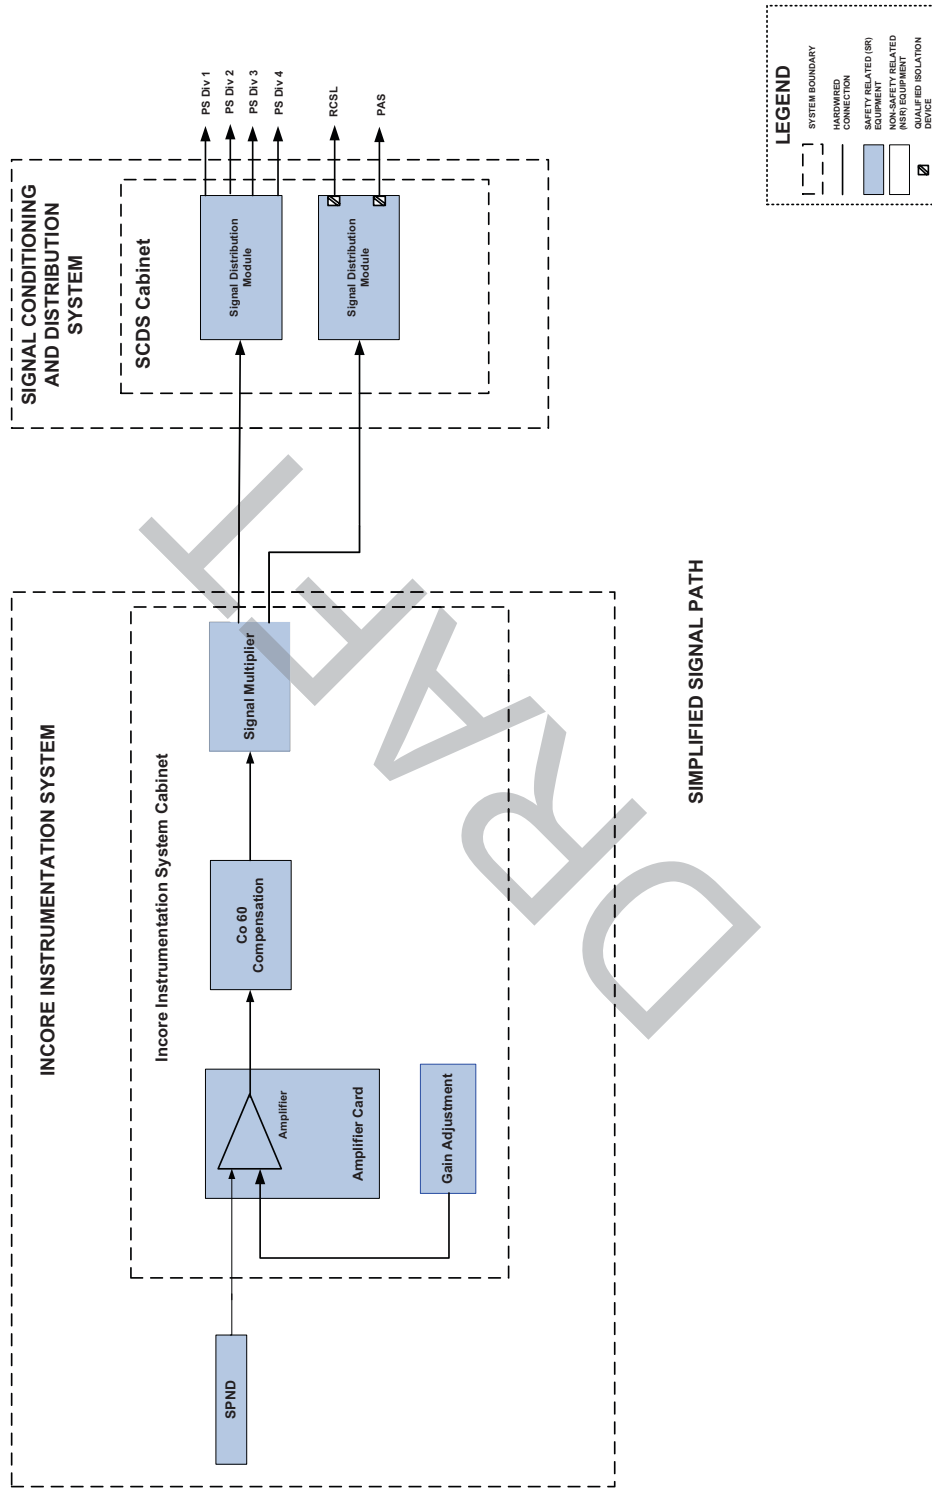 INCORE INSTRUMENTATION SYSTEM
Incore Instrumentation System Cabinet
SPND
Amplifier
Amplifier Card
Gain Adjustment
Co 60
Compensation
Signal Multiplier
SIGNAL CONDITIONING
AND DISTRIBUTION
SYSTEM
SCDS Cabinet
Signal Distribution
Module
Signal Distribution
Module
PS Div 1
PS Div 2
PS Div 3
PS Div 4
RCSL
PAS
SIMPLIFIED SIGNAL PATH
DRAFT
LEGEND
SYSTEM BOUNDARY
HARDWIRED
CONNECTION
SAFETY RELATED (SR)
EQUIPMENT
NON-SAFETY RELATED
(NSR) EQUIPMENT
QUALIFIED ISOLATION
DEVICE